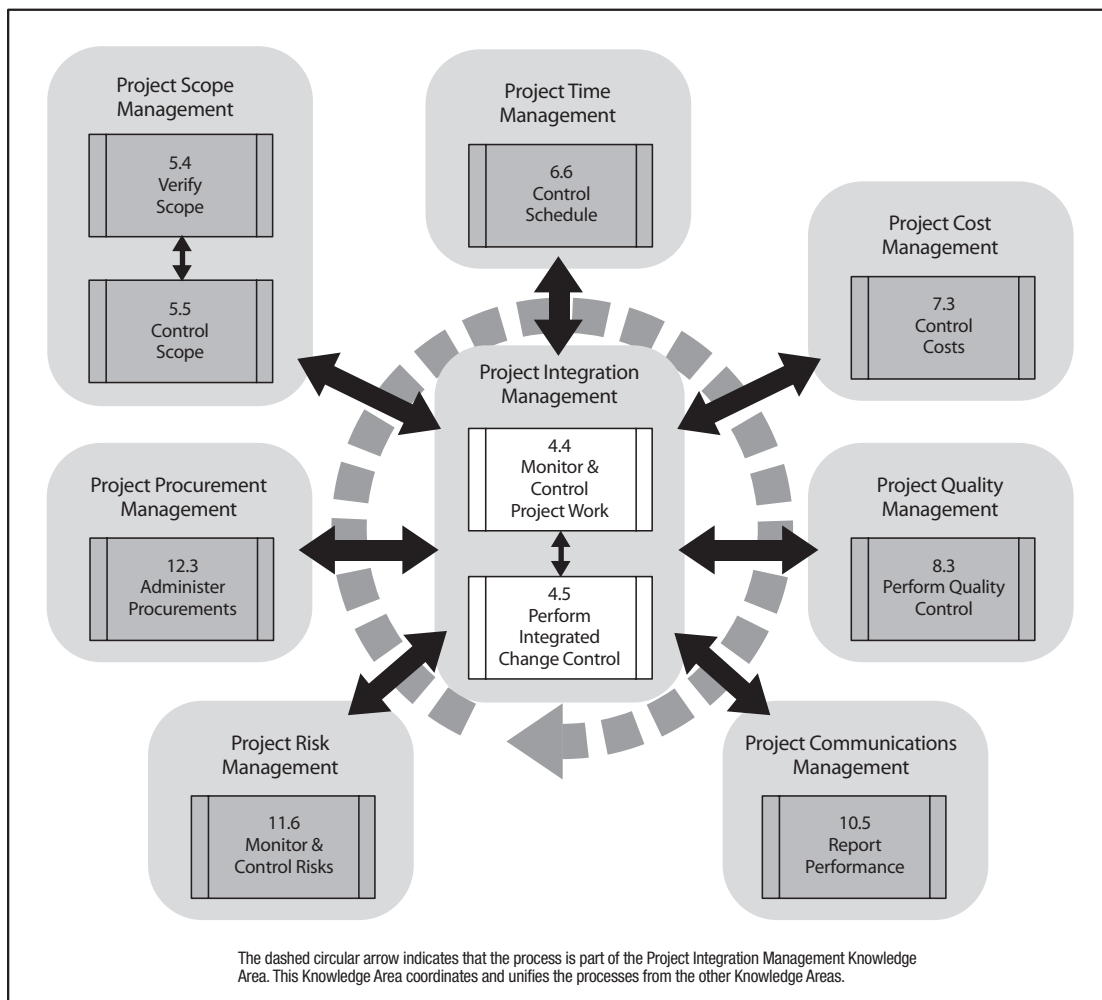 Project Scope
Management
5.4
Verify
Scope
5.5
Control
Scope
Project Time
Management
6.6
Control
Schedule
Project Cost
Management
7.3
Control
Costs
Project Integration
Management
4.4
Monitor &
Control
Project Work
4.5
Perform
Integrated
Change Control
Project Procurement
Management
12.3
Administer
Procurements
Project Quality
Management
8.3
Perform Quality
Control
Project Risk
Management
11.6
Monitor &
Control Risks
Project Communications
Management
10.5
Report
Performance
The dashed circular arrow indicates that the process is part of the Project Integration Management Knowledge
Area. This Knowledge Area coordinates and unifies the processes from the other Knowledge Areas.